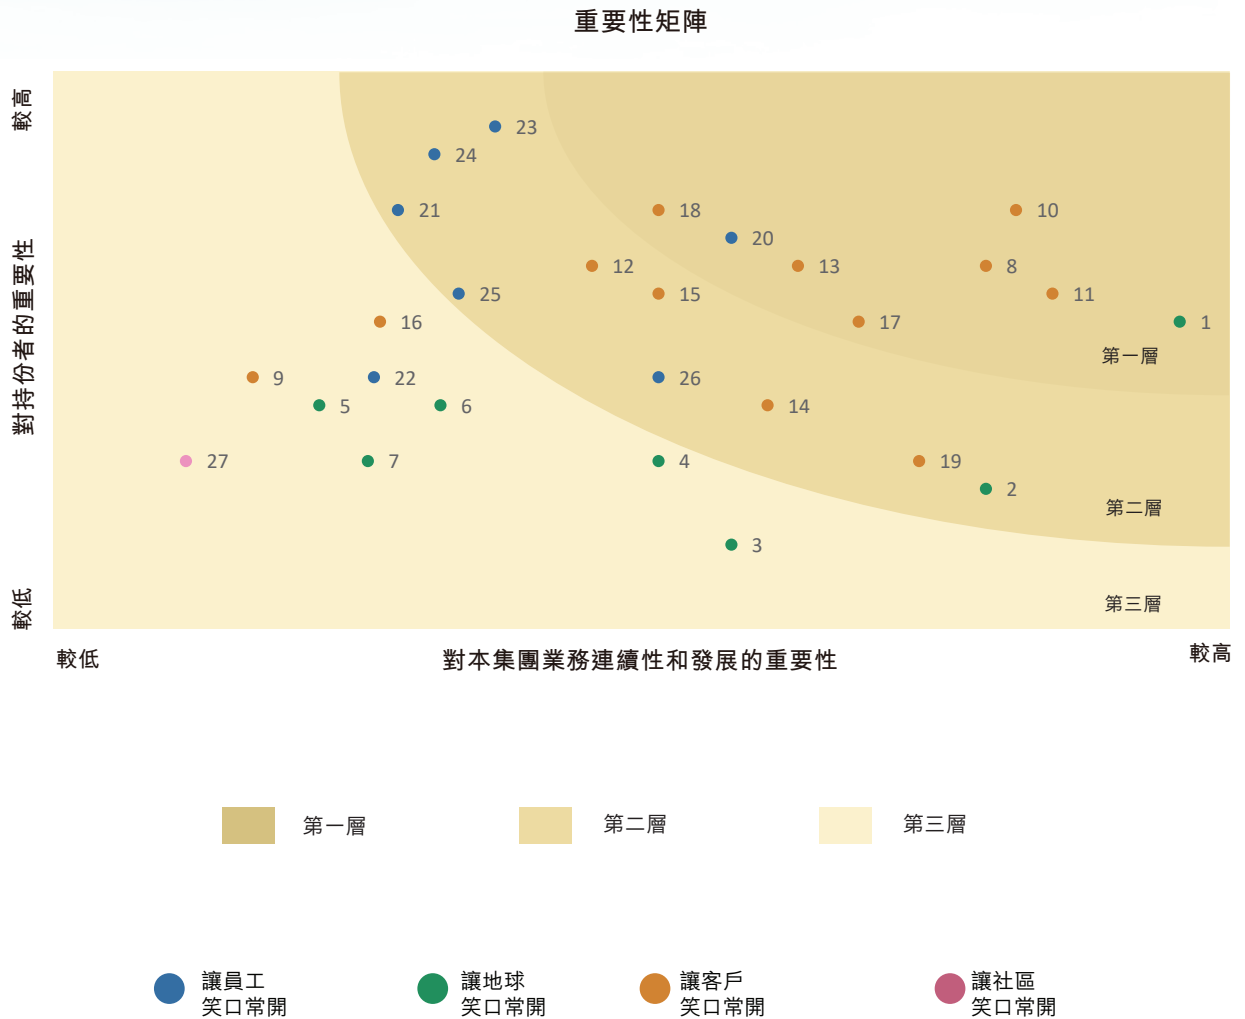 重要性矩陣
較高
23
24
21
18
10
20
12
13
8
25
15
11
16
17
1
第一層
9
22
26
5
6
14
27
7
4
19
2
第二層
3
對持份者的重要性
較低
第三層
較低
對本集團業務連續性和發展的重要性
較高
第一層
第二層
第三層
讓員工
笑口常開
讓地球
笑口常開
讓客戶
笑口常開
讓社區
笑口常開